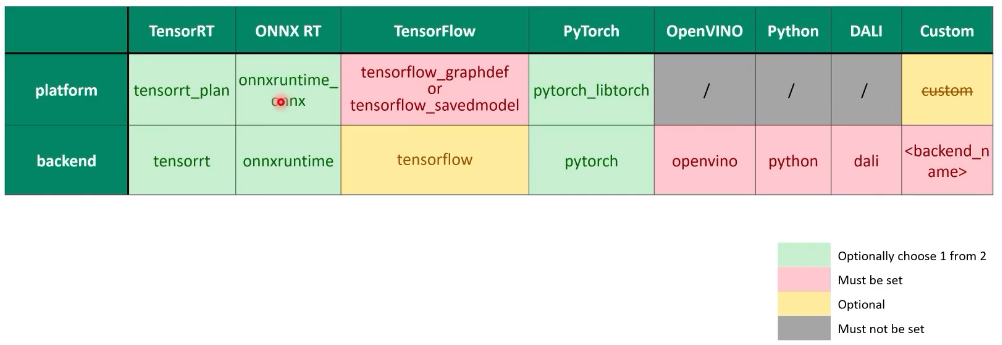 TensorRT ONNX RT TensorFlow PyTorch OpenVINO Python DALI Custom
platform tensorrt_plan onnxruntime_onnx tensorflow_graphdef or tensorflow_savedmodel pytorch_libtorch / / / custom
backend tensorrt onnxruntime tensorflow pytorch openvino python dali <backend_name>
Optionally choose 1 from 2
Must be set
Optional
Must not be set